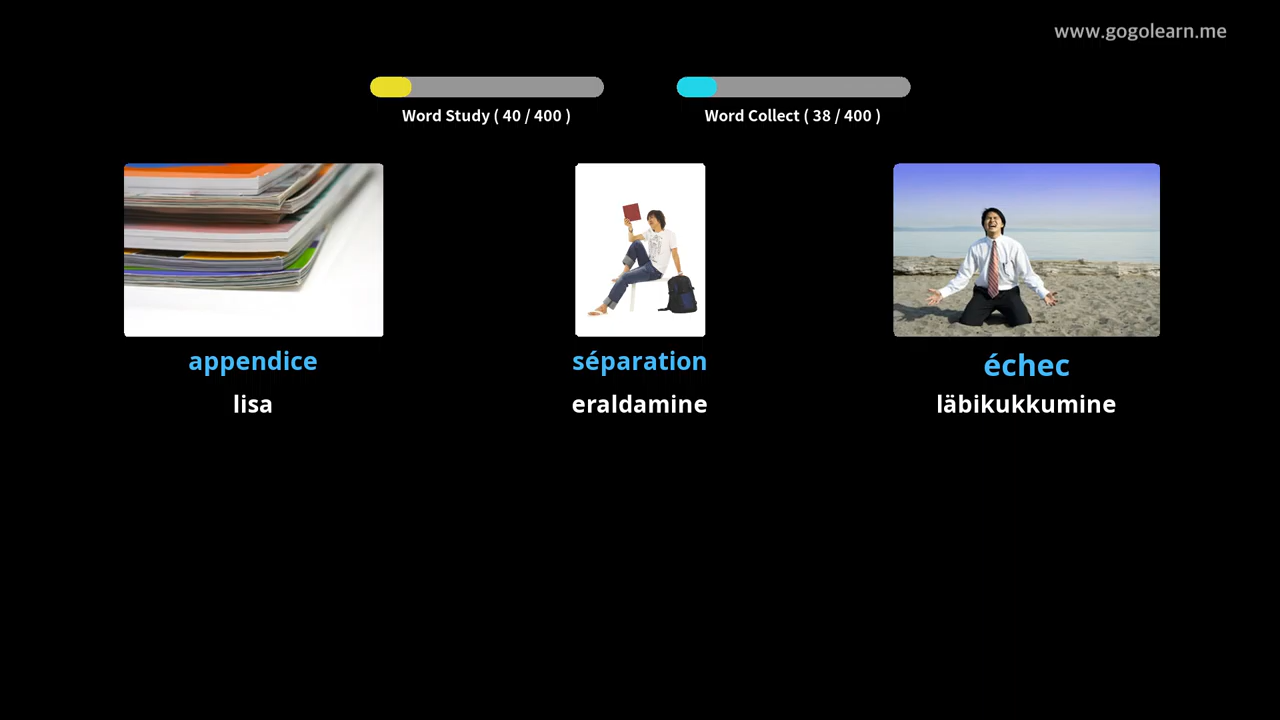 www.gogolearn.me
Word Study ( 40 / 400 )
Word Collect ( 38 / 400 )
appendice
séparation
échec
lisa
eraldamine
läbikukkumine